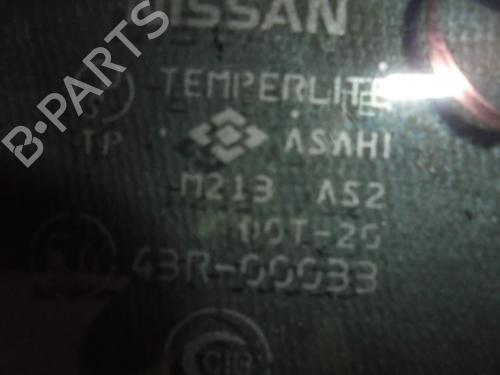 NISSAN
B-PARTS
TEMPERLITE
TP
ASAHI
M213 AS2
DOT-20
43R-00033